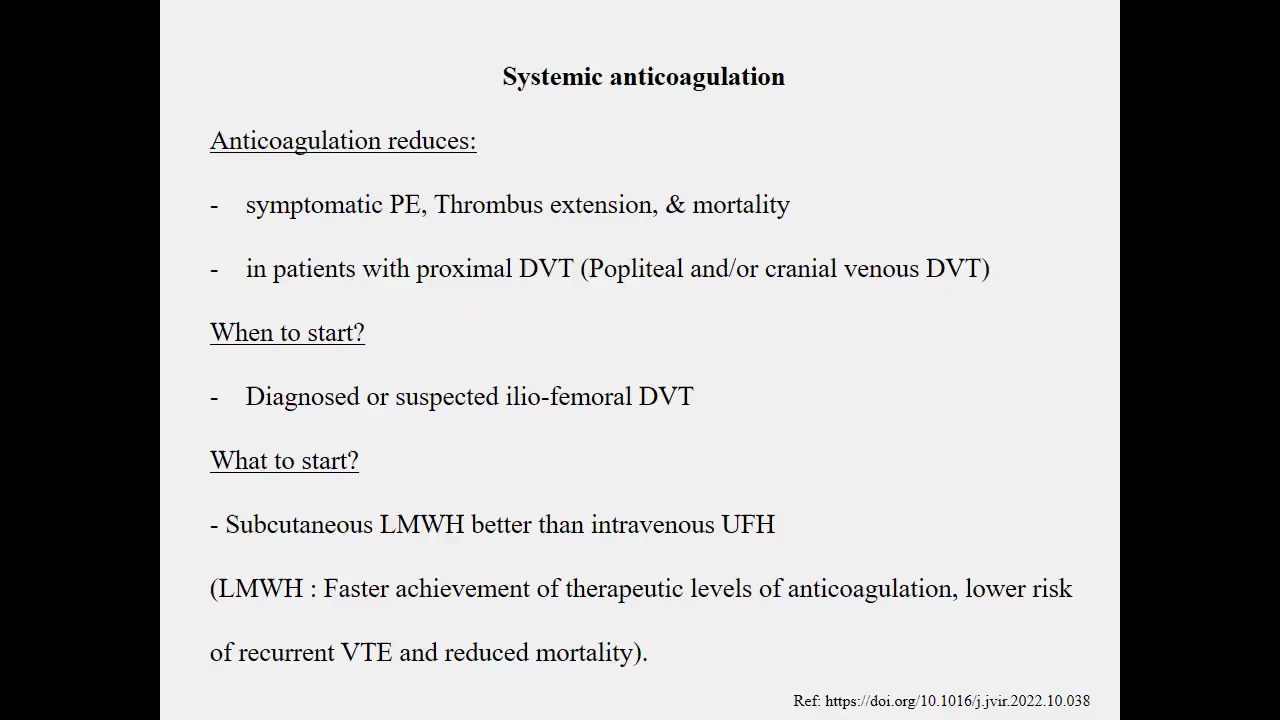 Systemic anticoagulation
Anticoagulation reduces:
- symptomatic PE, Thrombus extension, & mortality
- in patients with proximal DVT (Popliteal and/or cranial venous DVT)
When to start?
- Diagnosed or suspected ilio-femoral DVT
What to start?
- Subcutaneous LMWH better than intravenous UFH
(LMWH : Faster achievement of therapeutic levels of anticoagulation, lower risk
of recurrent VTE and reduced mortality).
Ref: https://doi.org/10.1016/j.jvir.2022.10.038